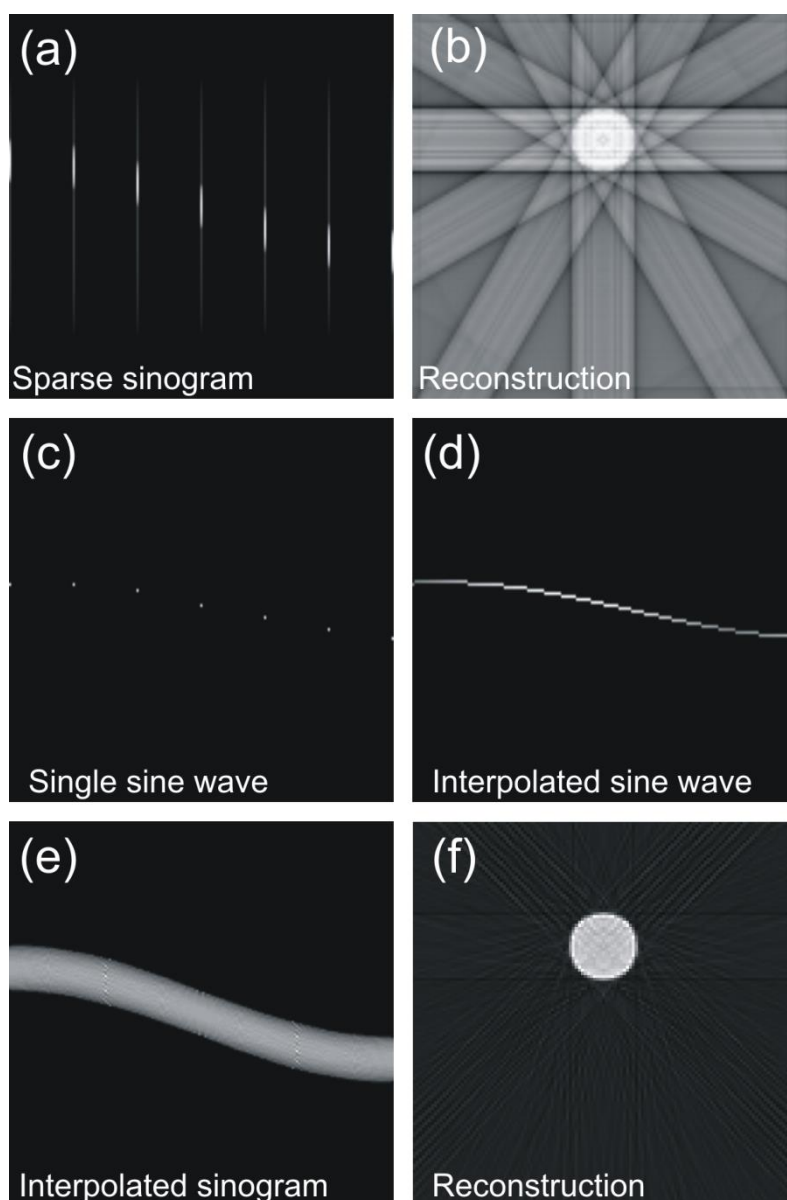 (a)
Sparse sinogram
(b)
Reconstruction
(c)
Single sine wave
(d)
Interpolated sine wave
(e)
Interpolated sinogram
(f)
Reconstruction